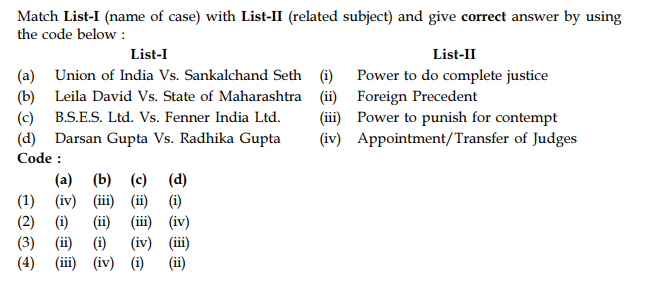 Match List-I (name of case) with List-II (related subject) and give correct answer by using
the code below :
List-I List-II
(a) Union of India Vs. Sankalchand Seth (i) Power to do complete justice
(b) Leila David Vs. State of Maharashtra (ii) Foreign Precedent
(c) B.S.E.S. Ltd. Vs. Fenner India Ltd. (iii) Power to punish for contempt
(d) Darsan Gupta Vs. Radhika Gupta (iv) Appointment/Transfer of Judges
Code :
(a) (b) (c) (d)
(1) (iv) (iii) (ii) (i)
(2) (i) (ii) (iii) (iv)
(3) (ii) (i) (iv) (iii)
(4) (iii) (iv) (i) (ii)